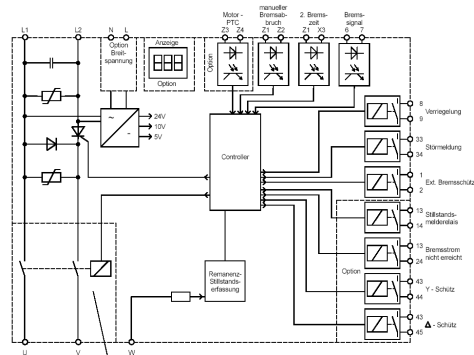 Motor - PTC
manueller Bremsab- bruch
2. Brems- zeit
Brems- signal
L1
L2
N
L
Z3
Z4
Z1
Z2
Z1
X3
6
7
Option Breit- spannung
Anzeige
Option
Option
24V
10V
5V
Controller
Remanenz- Stillstands- erfassung
8
9
Verriegelung
33
34
Störmeldung
1
2
Ext. Bremsschütz
13
14
Stillstands- melderelais
13
24
Bremsstrom nicht erreicht
Option
43
44
Y - Schütz
43
45
Δ - Schütz
U
V
W